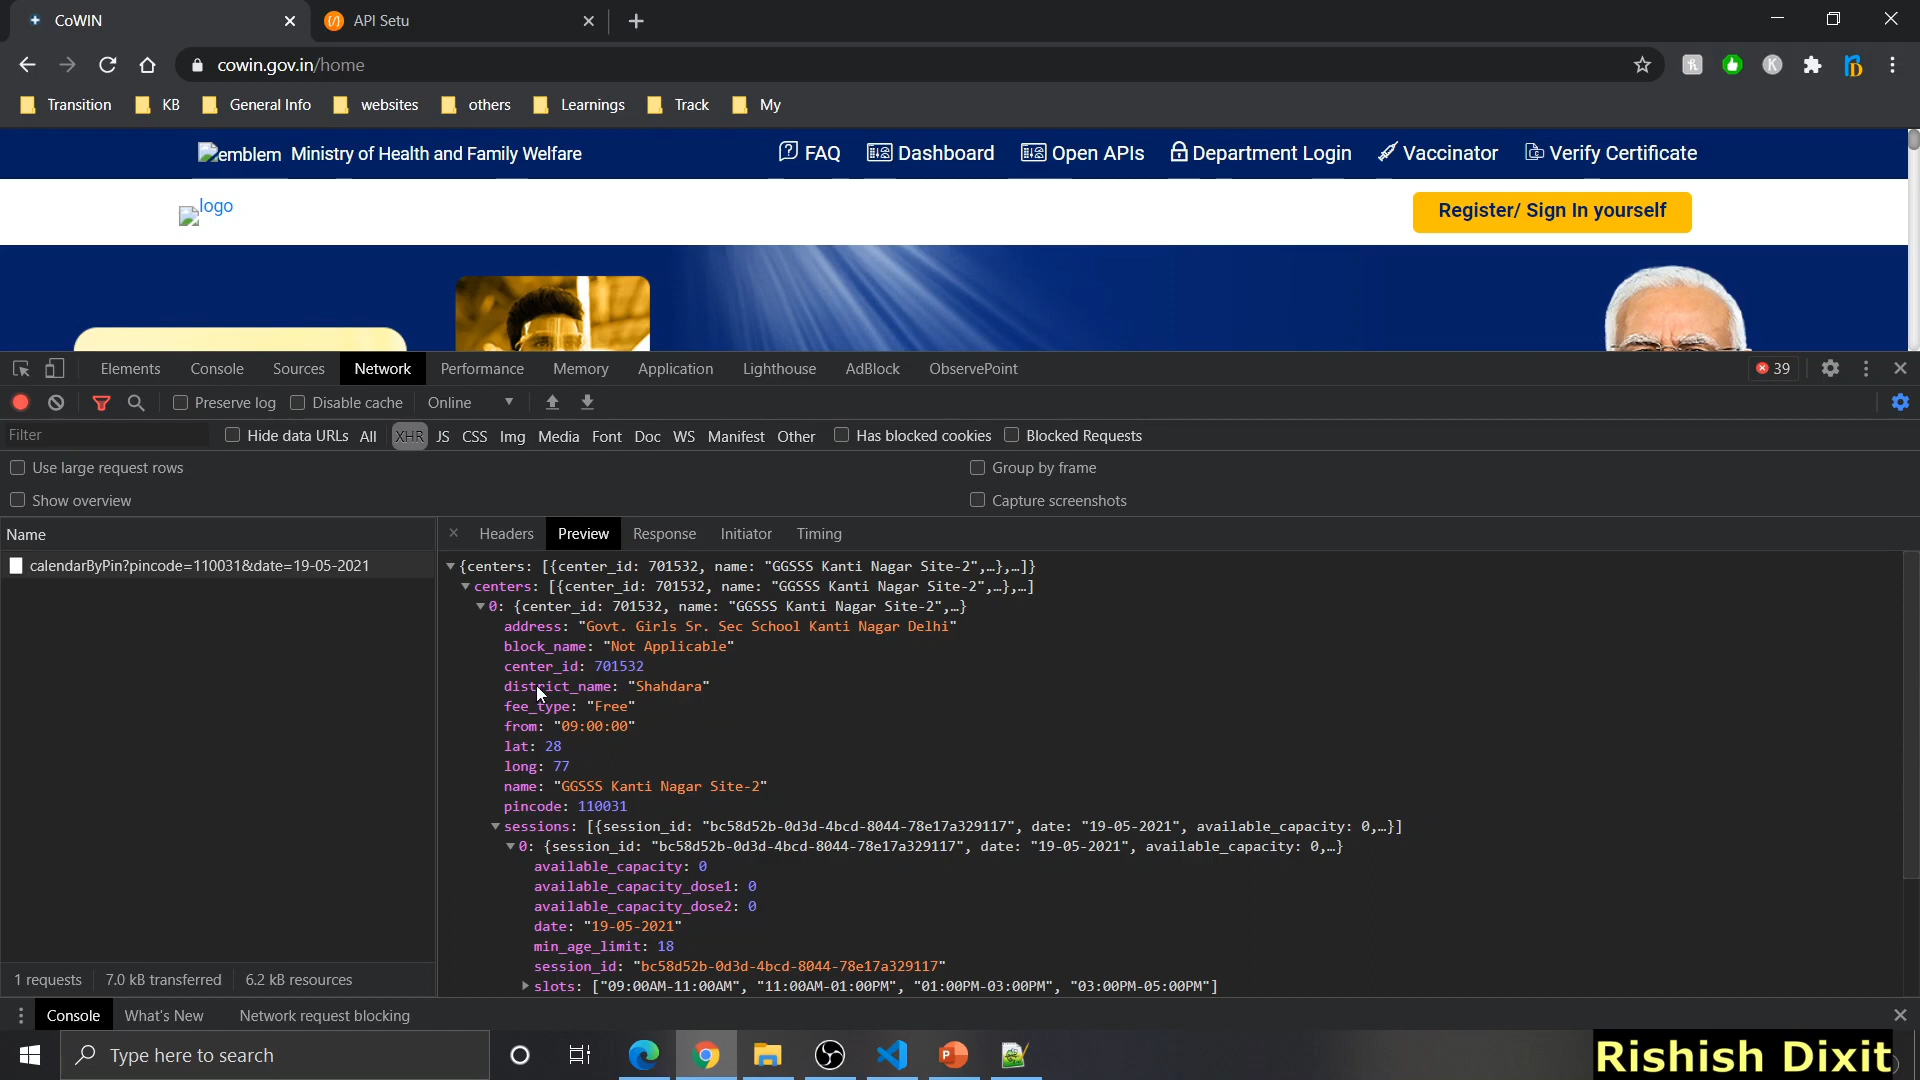 CoWIN
API Setu
cowin.gov.in/home
Transition KB General Info websites others Learnings Track My
emblem Ministry of Health and Family Welfare FAQ Dashboard Open APIs Department Login Vaccinator Verify Certificate
logo
Register/ Sign In yourself
Elements Console Sources Network Performance Memory Application Lighthouse AdBlock ObservePoint 39
Preserve log Disable cache Online
Filter Hide data URLs All XHR JS CSS Img Media Font Doc WS Manifest Other Has blocked cookies Blocked Requests
Use large request rows Group by frame
Show overview Capture screenshots
Name
Headers Preview Response Initiator Timing
calendarByPin?pincode=110031&date=19-05-2021
{centers: [{center_id: 701532, name: "GGSSS Kanti Nagar Site-2",…},…]}
centers: [{center_id: 701532, name: "GGSSS Kanti Nagar Site-2",…},…]
0: {center_id: 701532, name: "GGSSS Kanti Nagar Site-2",…}
address: "Govt. Girls Sr. Sec School Kanti Nagar Delhi"
block_name: "Not Applicable"
center_id: 701532
district_name: "Shahdara"
fee_type: "Free"
from: "09:00:00"
lat: 28
long: 77
name: "GGSSS Kanti Nagar Site-2"
pincode: 110031
sessions: [{session_id: "bc58d52b-0d3d-4bcd-8044-78e17a329117", date: "19-05-2021", available_capacity: 0,…}]
0: {session_id: "bc58d52b-0d3d-4bcd-8044-78e17a329117", date: "19-05-2021", available_capacity: 0,…}
available_capacity: 0
available_capacity_dose1: 0
available_capacity_dose2: 0
date: "19-05-2021"
min_age_limit: 18
session_id: "bc58d52b-0d3d-4bcd-8044-78e17a329117"
slots: ["09:00AM-11:00AM", "11:00AM-01:00PM", "01:00PM-03:00PM", "03:00PM-05:00PM"]
1 requests 7.0 kB transferred 6.2 kB resources
Console What's New Network request blocking
Type here to search
Rishish Dixit